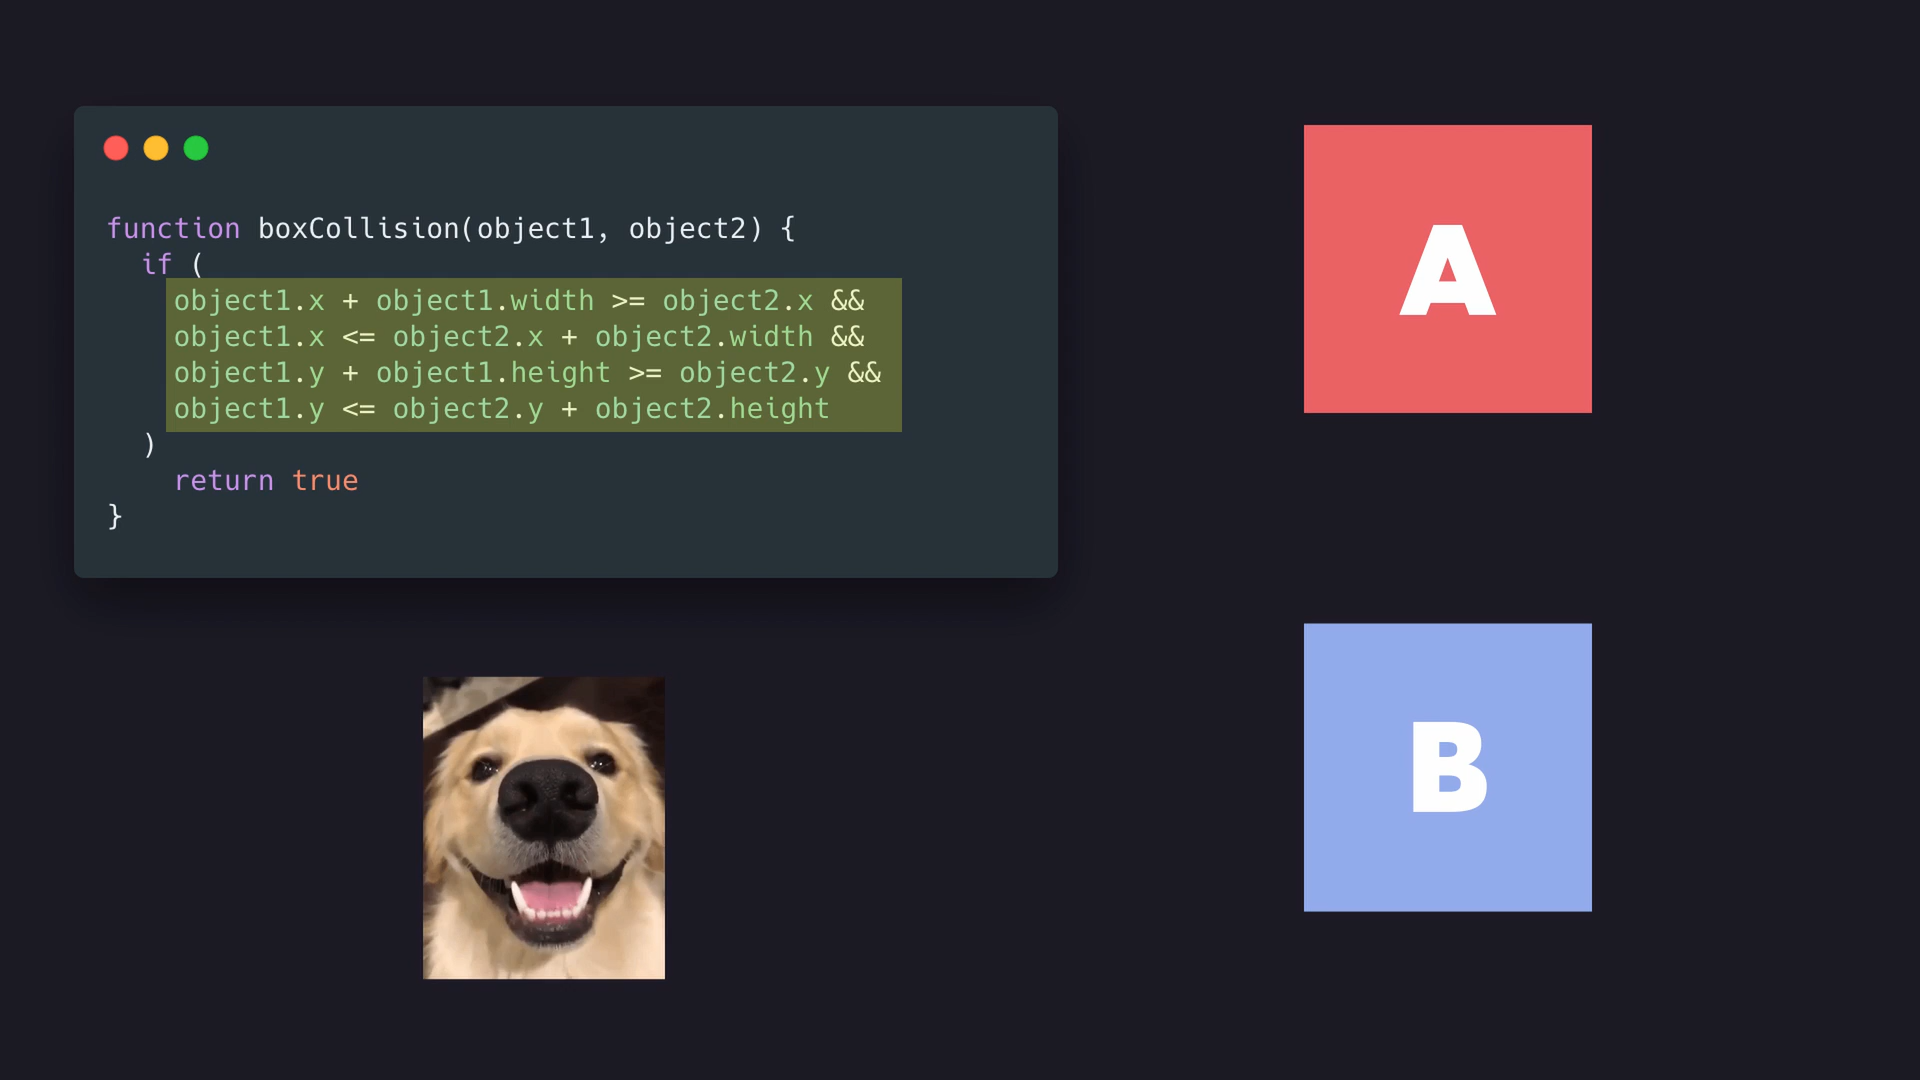 function boxCollision(object1, object2) {
  if (
    object1.x + object1.width >= object2.x &&
    object1.x <= object2.x + object2.width &&
    object1.y + object1.height >= object2.y &&
    object1.y <= object2.y + object2.height
  )
    return true
}
A
B